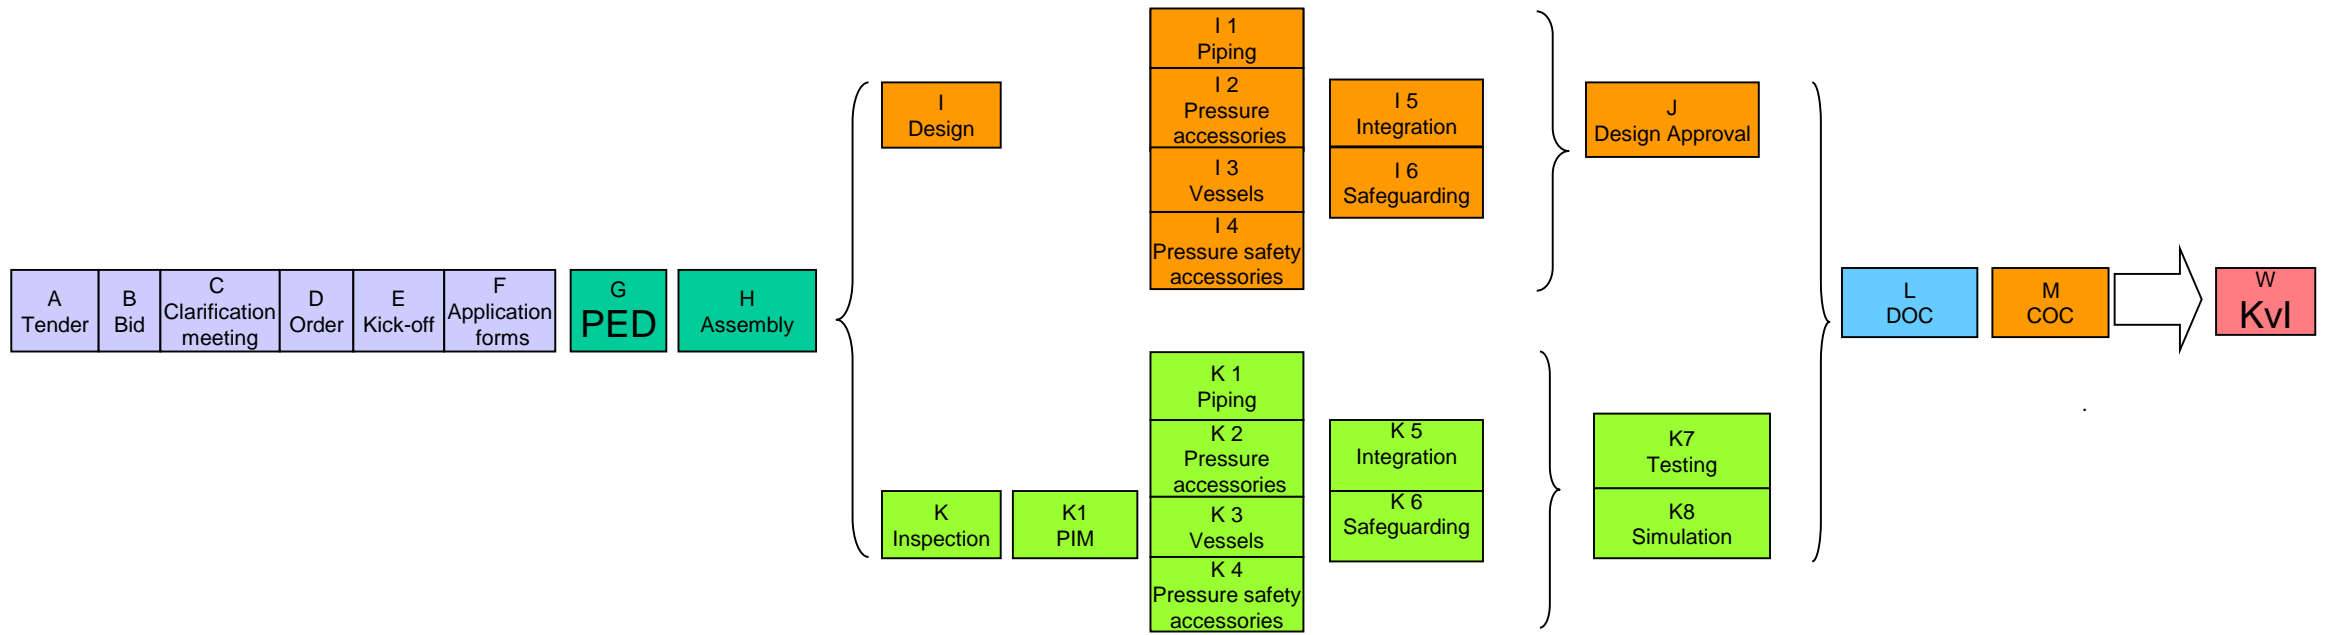 A
Tender
B
Bid
C
Clarification
meeting
D
Order
E
Kick-off
F
Application
forms
G
PED
H
Assembly
I
Design
I 1
Piping
I 2
Pressure
accessories
I 3
Vessels
I 4
Pressure safety
accessories
I 5
Integration
I 6
Safeguarding
J
Design Approval
K
Inspection
K1
PIM
K 1
Piping
K 2
Pressure
accessories
K 3
Vessels
K 4
Pressure safety
accessories
K 5
Integration
K 6
Safeguarding
K7
Testing
K8
Simulation
L
DOC
M
COC
W
KvI
.